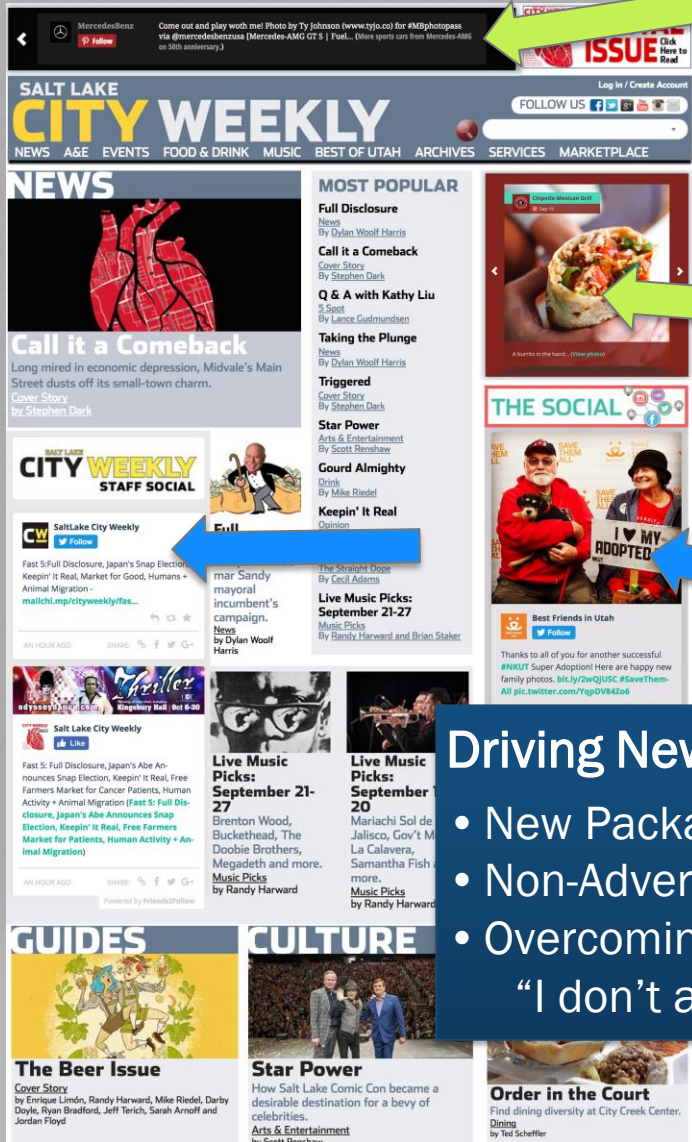 MercedesBenz
Follow
Come out and play woth me! Photo by Ty Johnson (www.tyjo.co) for #MBphotopass
via @mercedesbenzusa [Mercedes-AMG GT S | Fuel... (More sports cars from Mercedes-AMG
on 50th anniversary.)
CITY
ISSUE
Click
Here to
Read
Log in / Create Account
SALT LAKE
CITY WEEKLY
FOLLOW US
NEWS A&E EVENTS FOOD & DRINK MUSIC BEST OF UTAH ARCHIVES SERVICES MARKETPLACE
NEWS
Call it a Comeback
Long mired in economic depression, Midvale's Main
Street dusts off its small-town charm.
Cover Story
by Stephen Dark
MOST POPULAR
Full Disclosure
News
By Dylan Woolf Harris
Call it a Comeback
Cover Story
By Stephen Dark
Q & A with Kathy Liu
5 Spot
By Lance Gudmundsen
Taking the Plunge
News
By Dylan Woolf Harris
Triggered
Cover Story
By Stephen Dark
Star Power
Arts & Entertainment
By Scott Renshaw
Gourd Almighty
Drink
By Mike Riedel
Keepin' It Real
Opinion
The Straight Dope
By Cecil Adams
Live Music Picks:
September 21-27
Music Picks
By Randy Harward and Brian Staker
Chipotle Mexican Grill
Sep 15
A burrito in the hand... (View photo)
THE SOCIAL
SAVE
THEM
ALL
I ♥ MY
ADOPTED
NKUT
Best Friends in Utah
Follow
Thanks to all of you for another successful
#NKUT Super Adoption! Here are happy new
family photos. bit.ly/2wQjUSC #SaveThem-
All pic.twitter.com/YqpDV84Zo6
SALT LAKE
CITY WEEKLY
STAFF SOCIAL
CW
SaltLake City Weekly
Follow
Fast 5:Full Disclosure, Japan's Snap Election,
Keepin' It Real, Market for Good, Humans +
Animal Migration -
mailchi.mp/cityweekly/fas...
AN HOUR AGO
SHARE:
Full
mar Sandy
mayoral
incumbent's
campaign.
News
by Dylan Woolf
Harris
odysseydance.com
Thriller
Kingsbury Hall | Oct 6-30
Salt Lake City Weekly
Like
Fast 5: Full Disclosure, Japan's Abe An-
nounces Snap Election, Keepin' It Real, Free
Farmers Market for Cancer Patients, Human
Activity + Animal Migration (Fast 5: Full Dis-
closure, Japan's Abe Announces Snap
Election, Keepin' It Real, Free Farmers
Market for Patients, Human Activity + An-
imal Migration)
AN HOUR AGO
SHARE:
Powered by Friends2Follow
Live Music
Picks:
September 21-
27
Brenton Wood,
Buckethead, The
Doobie Brothers,
Megadeth and more.
Music Picks
by Randy Harward
Live Music
Picks:
September
20
Mariachi Sol de
Jalisco, Gov't M
La Calavera,
Samantha Fish
more.
Music Picks
by Randy Harward
Driving New
• New Packa
• Non-Adver
• Overcomin
"I don't a
GUIDES
The Beer Issue
Cover Story
by Enrique Limón, Randy Harward, Mike Riedel, Darby
Doyle, Ryan Bradford, Jeff Terich, Sarah Arnoff and
Jordan Floyd
CULTURE
Star Power
How Salt Lake Comic Con became a
desirable destination for a bevy of
celebrities.
Arts & Entertainment
by Scott Renshaw
Order in the Court
Find dining diversity at City Creek Center.
Dining
by Ted Scheffler